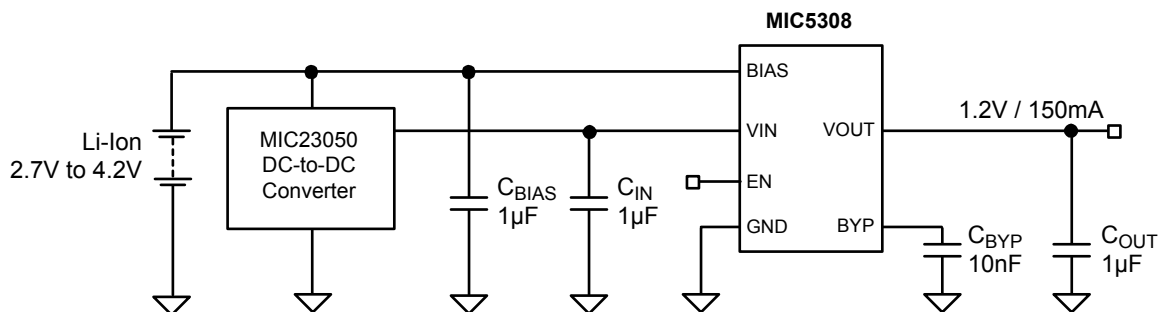 MIC5308
BIAS
VIN
EN
GND
VOUT
BYP
Li-Ion
2.7V to 4.2V
MIC23050
DC-to-DC
Converter
CBIAS
1µF
CIN
1µF
1.2V / 150mA
CBYP
10nF
COUT
1µF